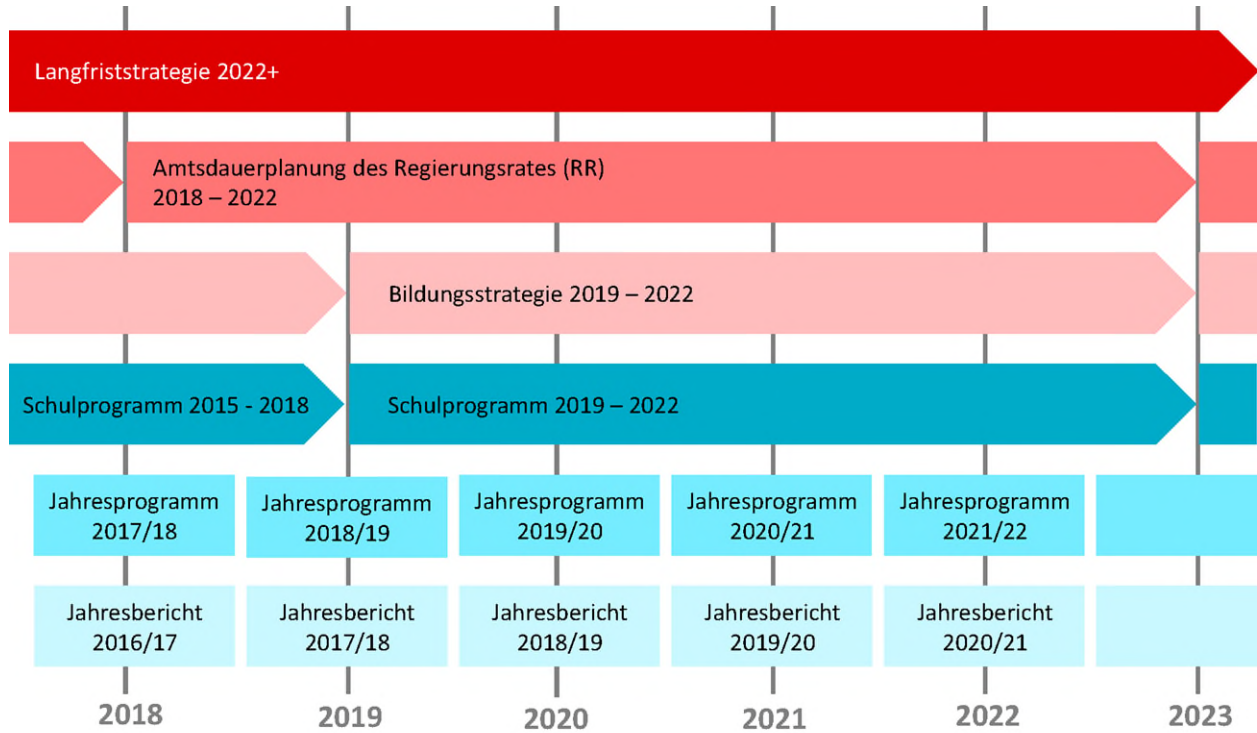 Langfriststrategie 2022+
Amtsdauerplanung des Regierungsrates (RR)
2018 – 2022
Bildungsstrategie 2019 – 2022
Schulprogramm 2015 - 2018
Schulprogramm 2019 – 2022
Jahresprogramm
2017/18
Jahresprogramm
2018/19
Jahresprogramm
2019/20
Jahresprogramm
2020/21
Jahresprogramm
2021/22
Jahresbericht
2016/17
Jahresbericht
2017/18
Jahresbericht
2018/19
Jahresbericht
2019/20
Jahresbericht
2020/21
2018
2019
2020
2021
2022
2023